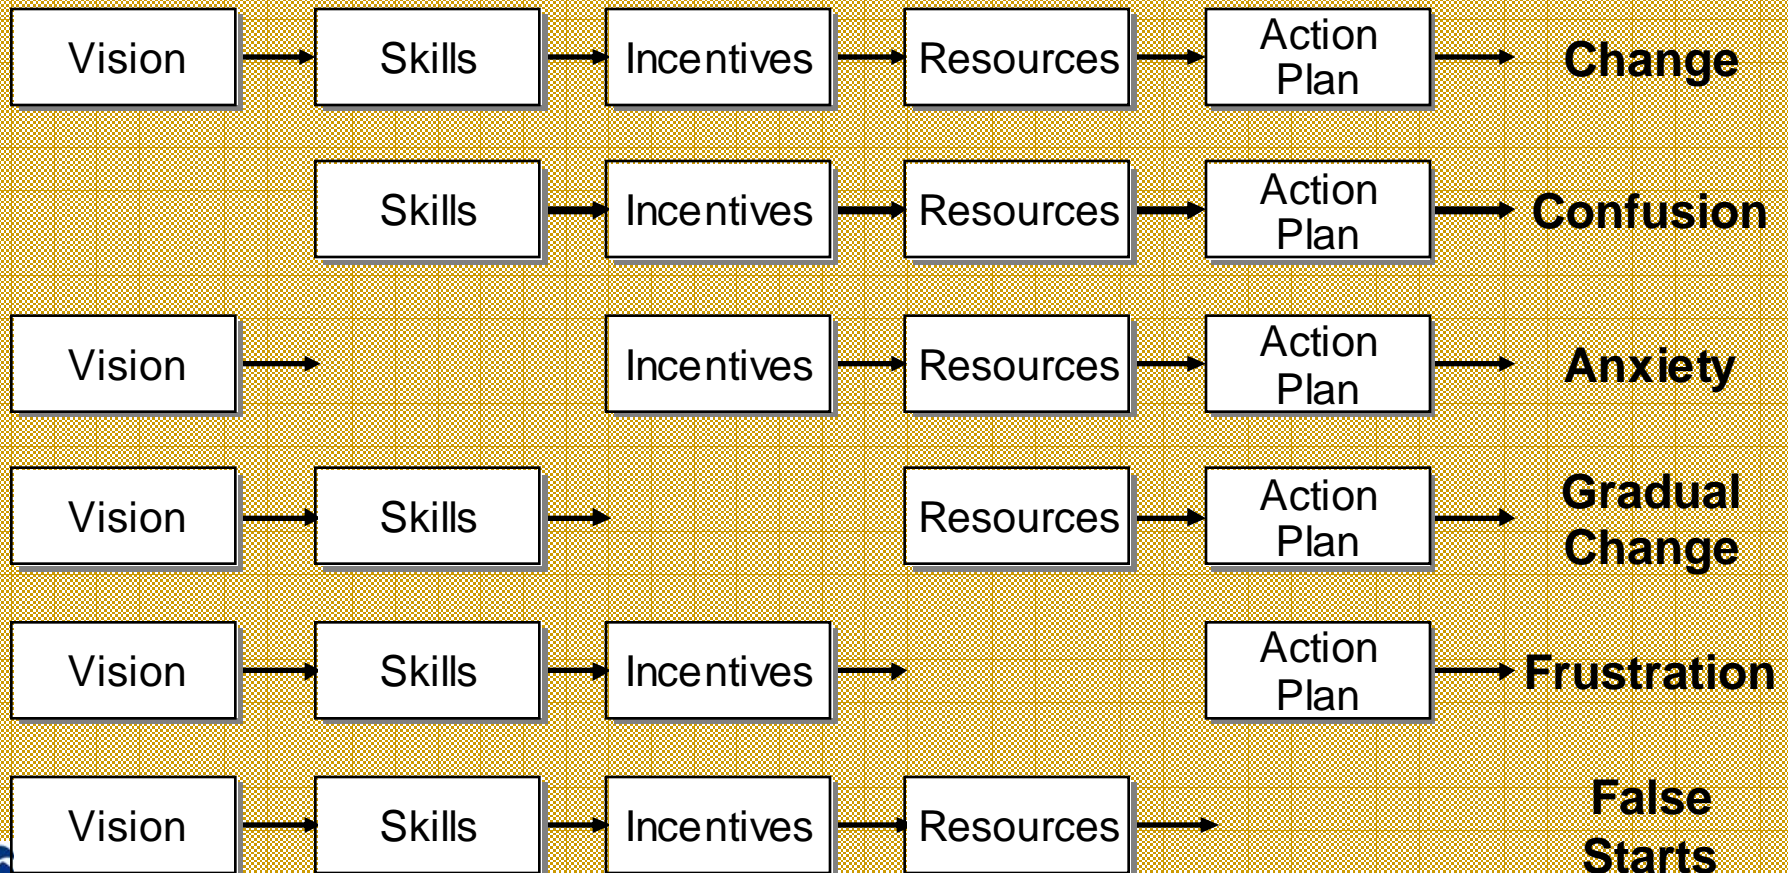 Vision Skills Incentives Resources Action Plan Change
Skills Incentives Resources Action Plan Confusion
Vision Incentives Resources Action Plan Anxiety
Vision Skills Resources Action Plan Gradual Change
Vision Skills Incentives Action Plan Frustration
Vision Skills Incentives Resources False Starts